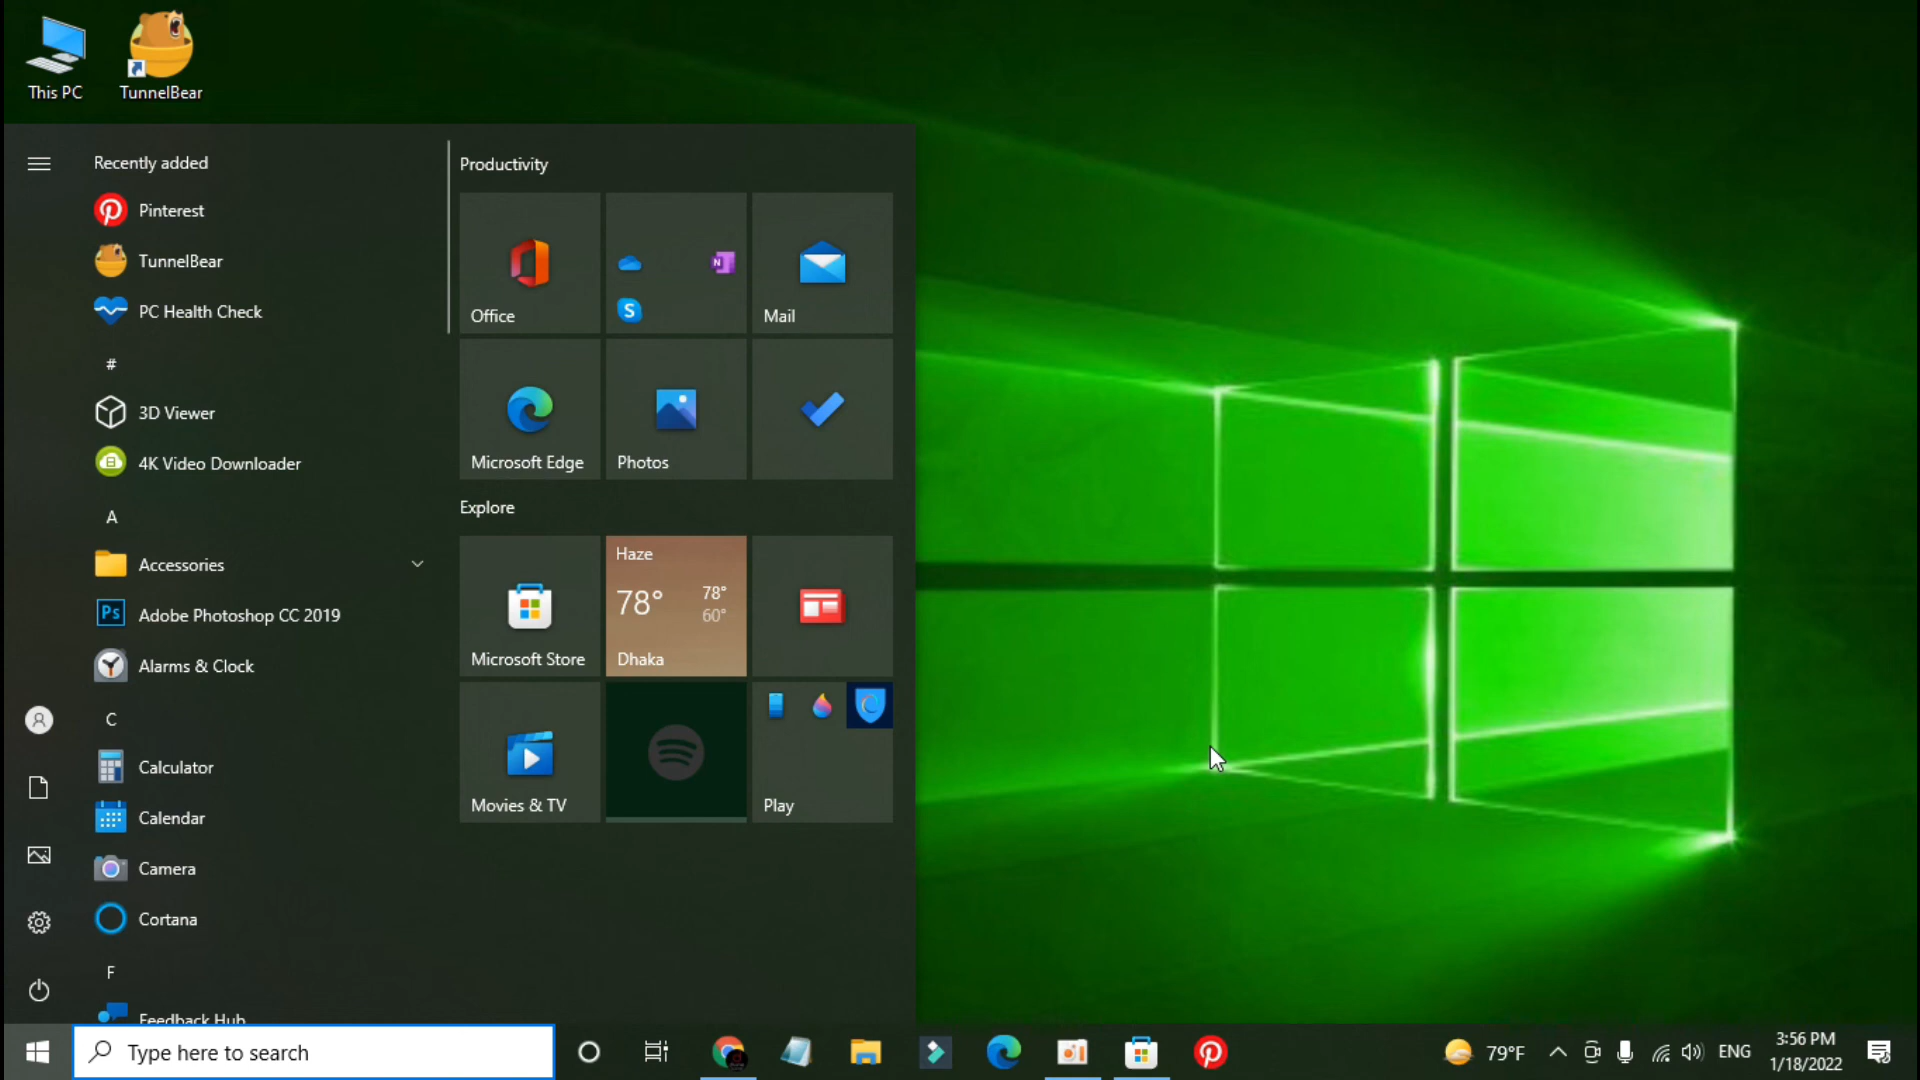 This PC
TunnelBear
Recently added
Pinterest
TunnelBear
PC Health Check
#
3D Viewer
4K Video Downloader
A
Accessories
Ps
Adobe Photoshop CC 2019
Alarms & Clock
C
Calculator
Calendar
Camera
Cortana
F
Feedback Hub
Productivity
Office
N
S
Mail
Microsoft Edge
Photos
Explore
Microsoft Store
Haze
78°
78°
60°
Dhaka
Movies & TV
Play
Type here to search
79°F
ENG
3:56 PM
1/18/2022